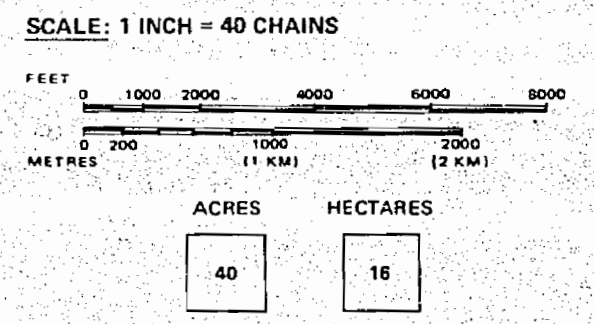 SCALE: 1 INCH = 40 CHAINS
FEET
0 1000 2000 4000 6000 8000
0 200 1000 2000
METRES (1 KM) (2 KM)
ACRES HECTARES
40 16